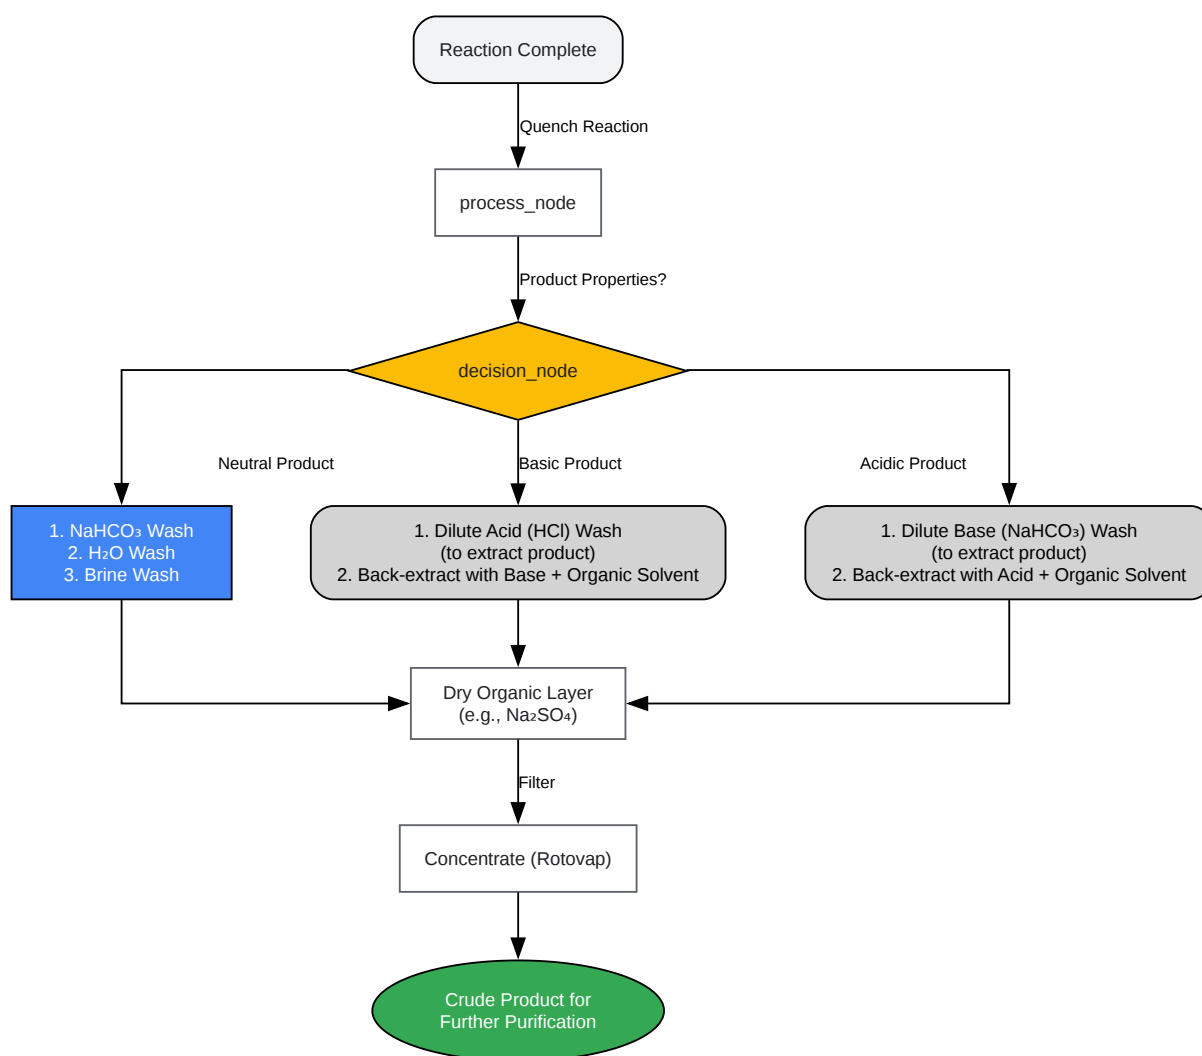 Reaction Complete
Quench Reaction
process_node
Product Properties?
decision_node
Neutral Product
Basic Product
Acidic Product
1. NaHCO₃ Wash
2. H₂O Wash
3. Brine Wash
1. Dilute Acid (HCl) Wash
(to extract product)
2. Back-extract with Base + Organic Solvent
1. Dilute Base (NaHCO₃) Wash
(to extract product)
2. Back-extract with Acid + Organic Solvent
Dry Organic Layer
(e.g., Na₂SO₄)
Filter
Concentrate (Rotovap)
Crude Product for
Further Purification